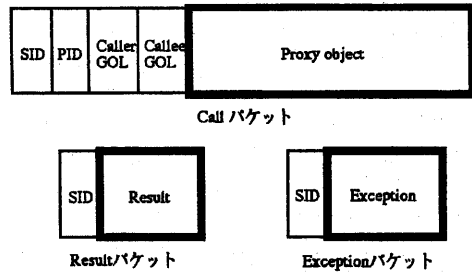 SID PID Caller GOL Callee GOL Proxy object
Call パケット
SID Result SID Exception
Resultパケット Exceptionパケット